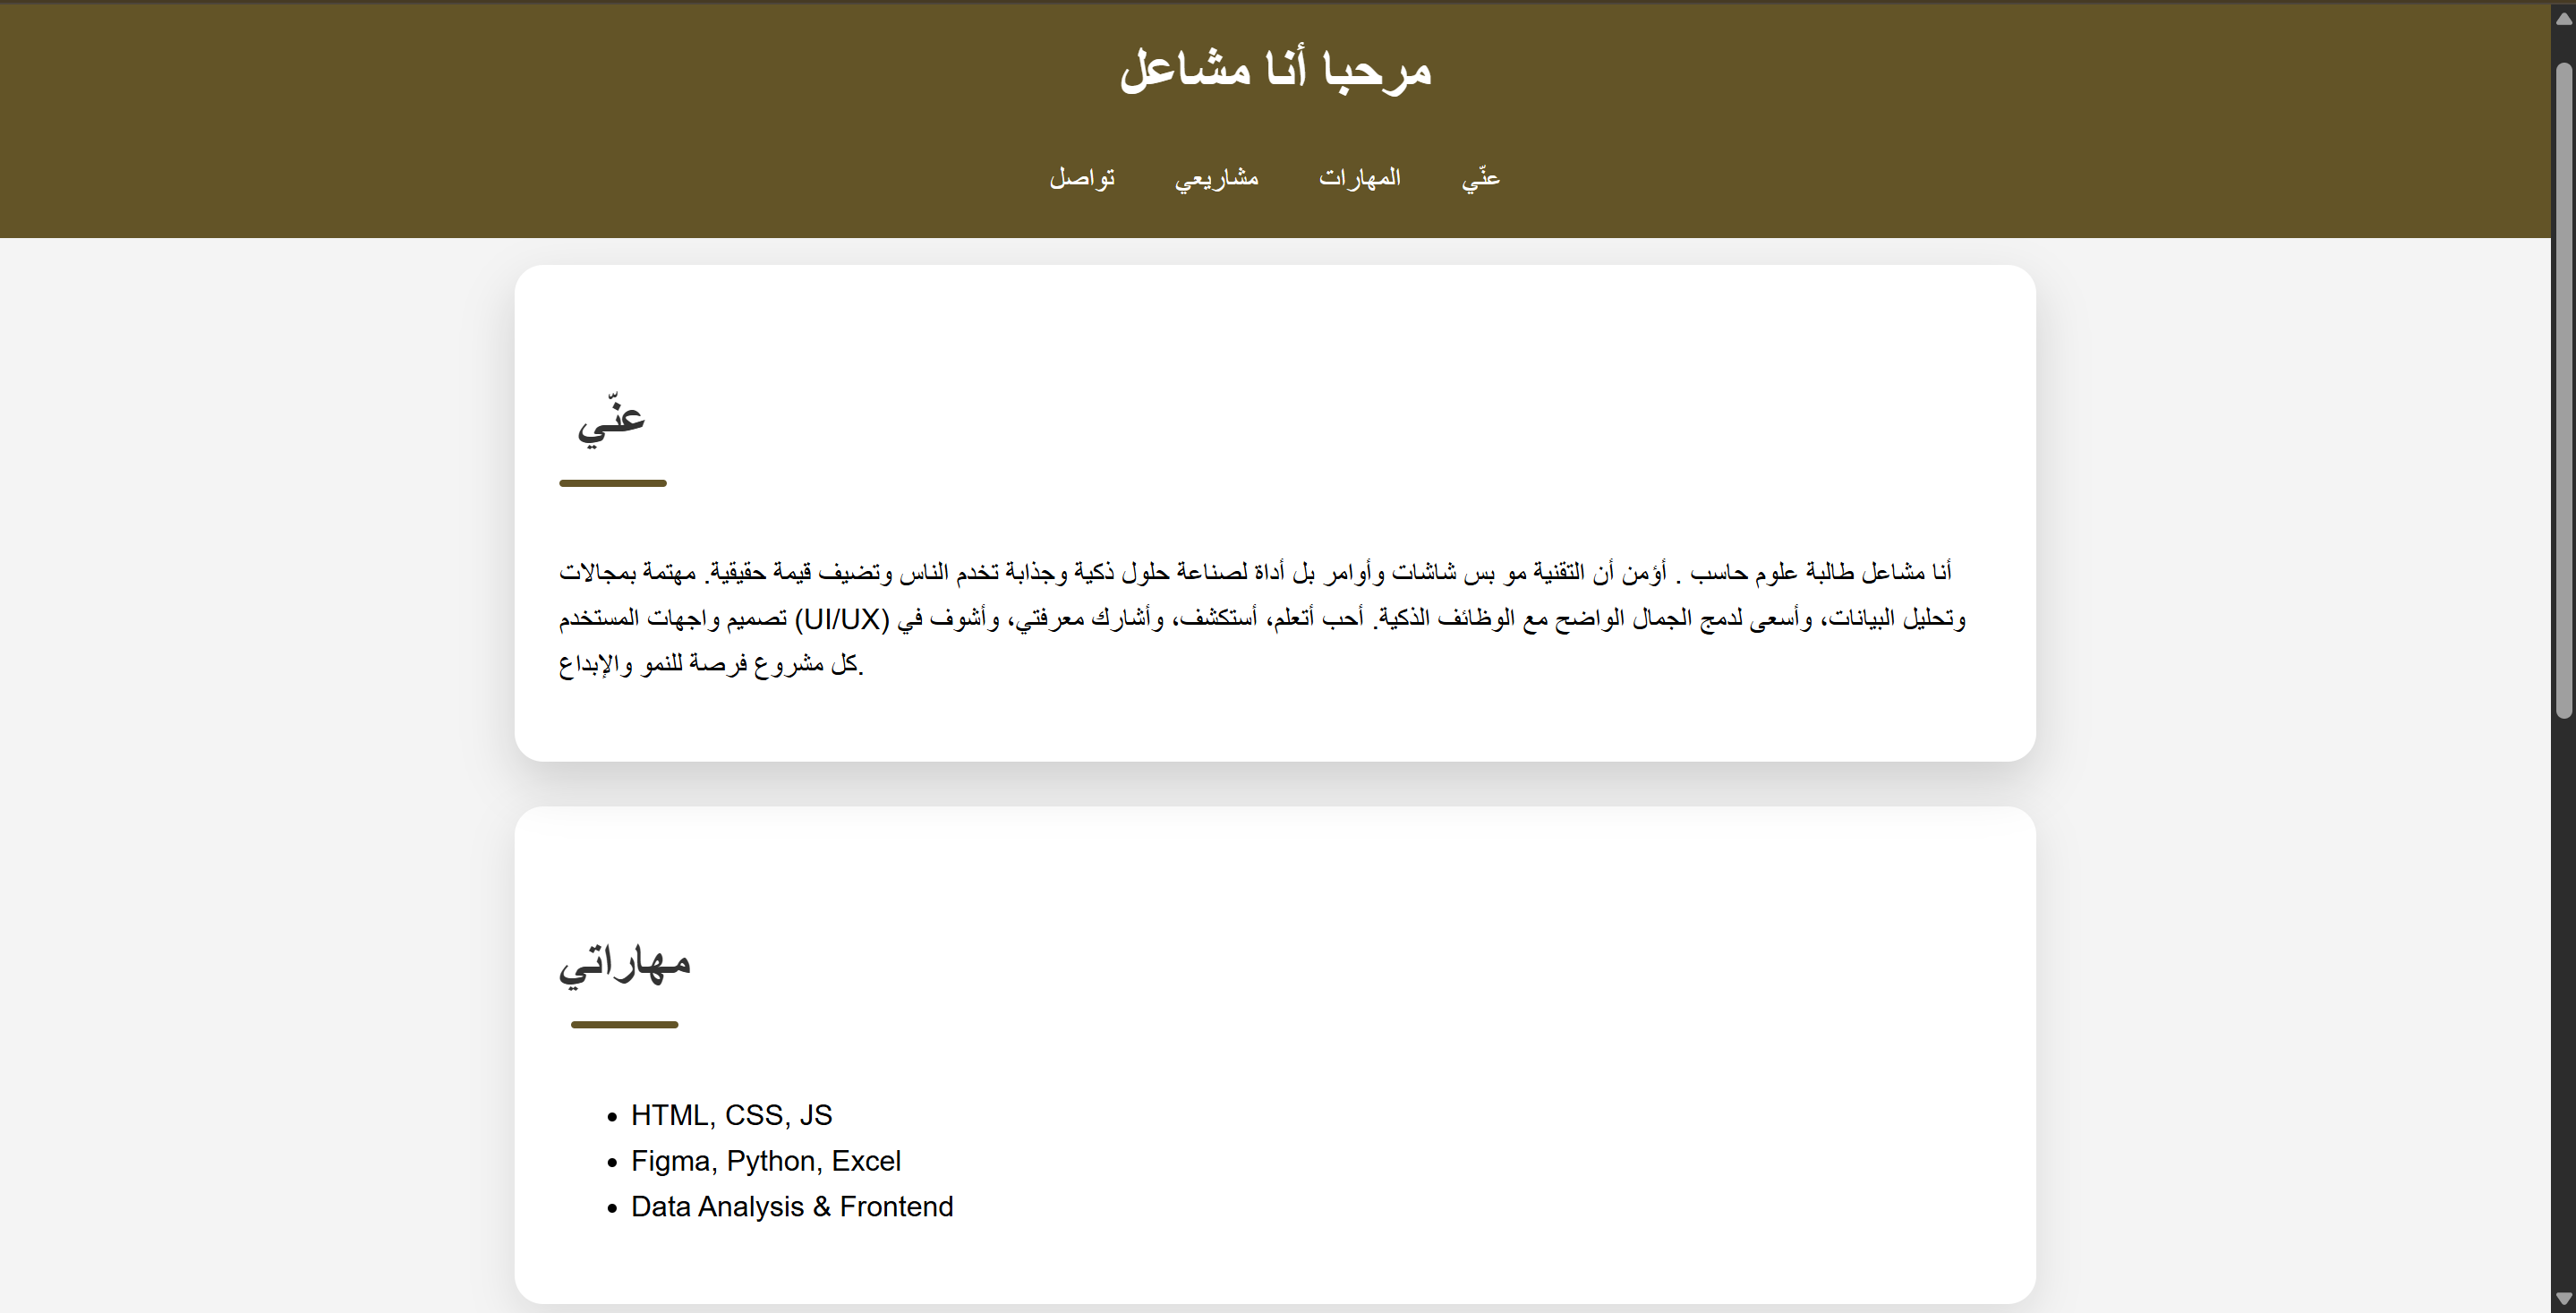 مرحبا أنا مشاعل
عنّي
المهارات
مشاريعي
تواصل
عنّي
أنا مشاعل طالبة علوم حاسب . أؤمن أن التقنية مو بس شاشات وأوامر بل أداة لصناعة حلول ذكية وجذابة تخدم الناس وتضيف قيمة حقيقية. مهتمة بمجالات
تصميم واجهات المستخدم (UI/UX) وتحليل البيانات، وأسعى لدمج الجمال الواضح مع الوظائف الذكية. أحب أتعلم، أستكشف، وأشارك معرفتي، وأشوف في
كل مشروع فرصة للنمو والإبداع.
مهاراتي
HTML, CSS, JS
Figma, Python, Excel
Data Analysis & Frontend